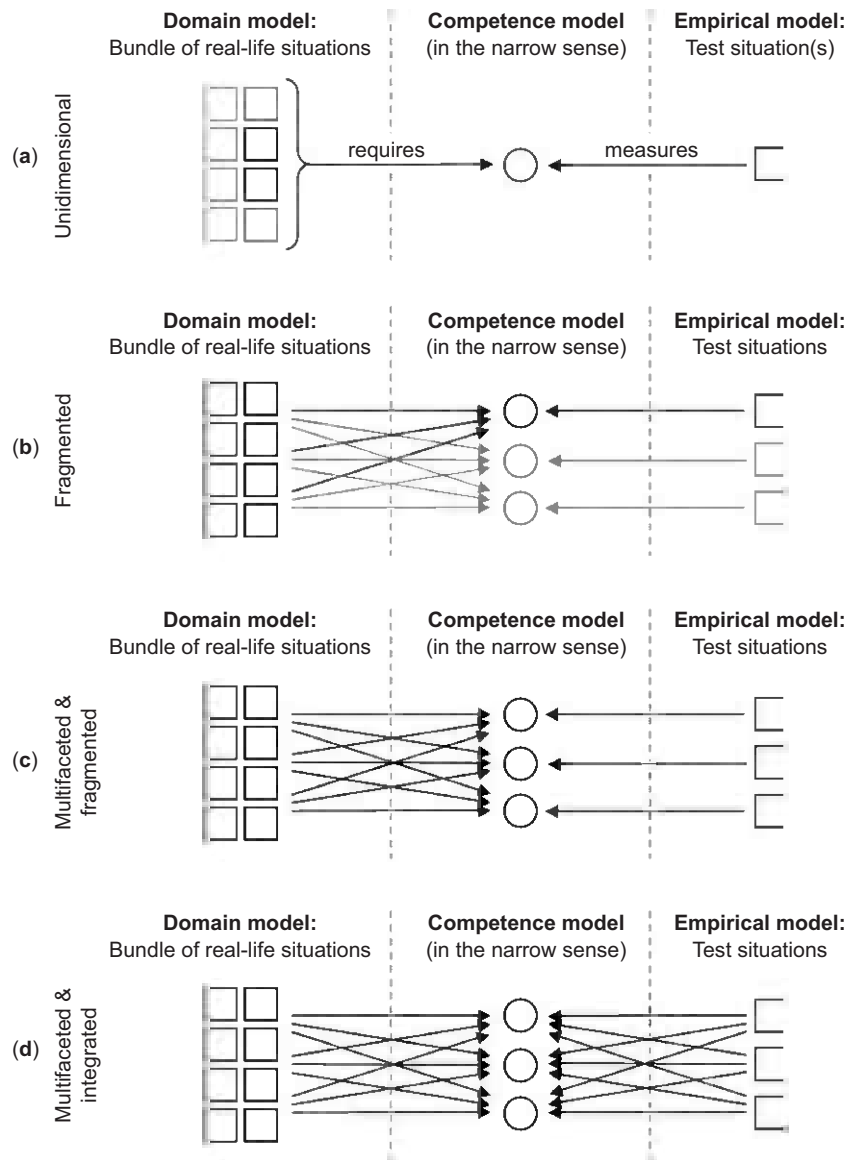 Domain model: Competence model Empirical model:
Bundle of real-life situations (in the narrow sense) Test situation(s)
(a) Unidimensional
requires measures
Domain model: Competence model Empirical model:
Bundle of real-life situations (in the narrow sense) Test situations
(b) Fragmented
Domain model: Competence model Empirical model:
Bundle of real-life situations (in the narrow sense) Test situations
(c) Multifaceted &
fragmented
Domain model: Competence model Empirical model:
Bundle of real-life situations (in the narrow sense) Test situations
(d) Multifaceted &
integrated